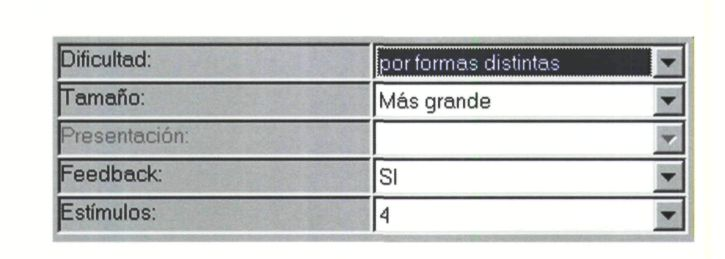 Dificultad: por formas distintas
Tamaño: Más grande
Presentación:
Feedback: SI
Estímulos: 4